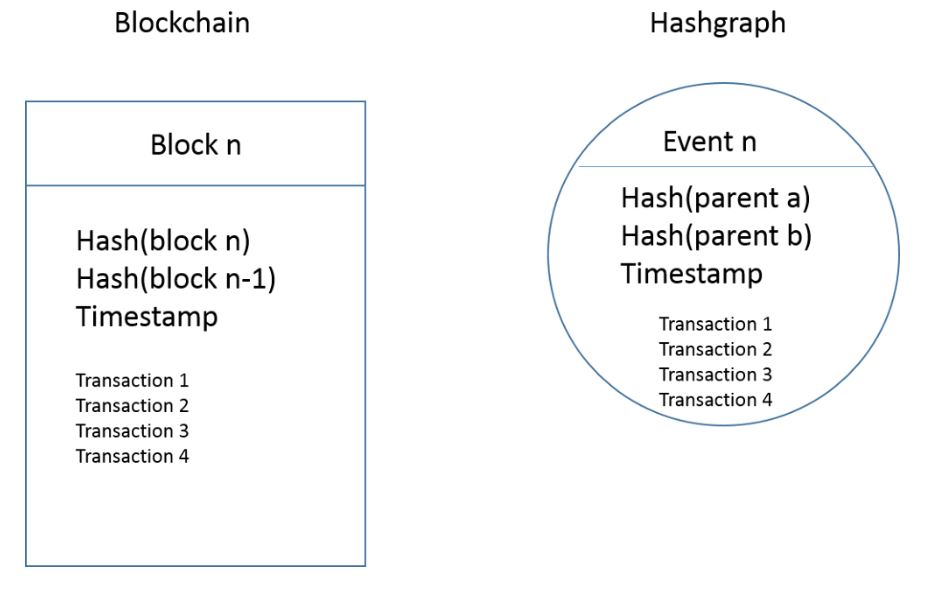 Blockchain
Block n
Hash(block n)
Hash(block n-1)
Timestamp
Transaction 1
Transaction 2
Transaction 3
Transaction 4
Hashgraph
Event n
Hash(parent a)
Hash(parent b)
Timestamp
Transaction 1
Transaction 2
Transaction 3
Transaction 4